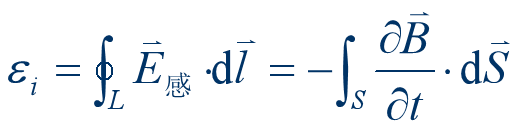 ε_i = ∮_L E⃗_感 · dl⃗ = −∫_S ∂B⃗/∂t · dS⃗